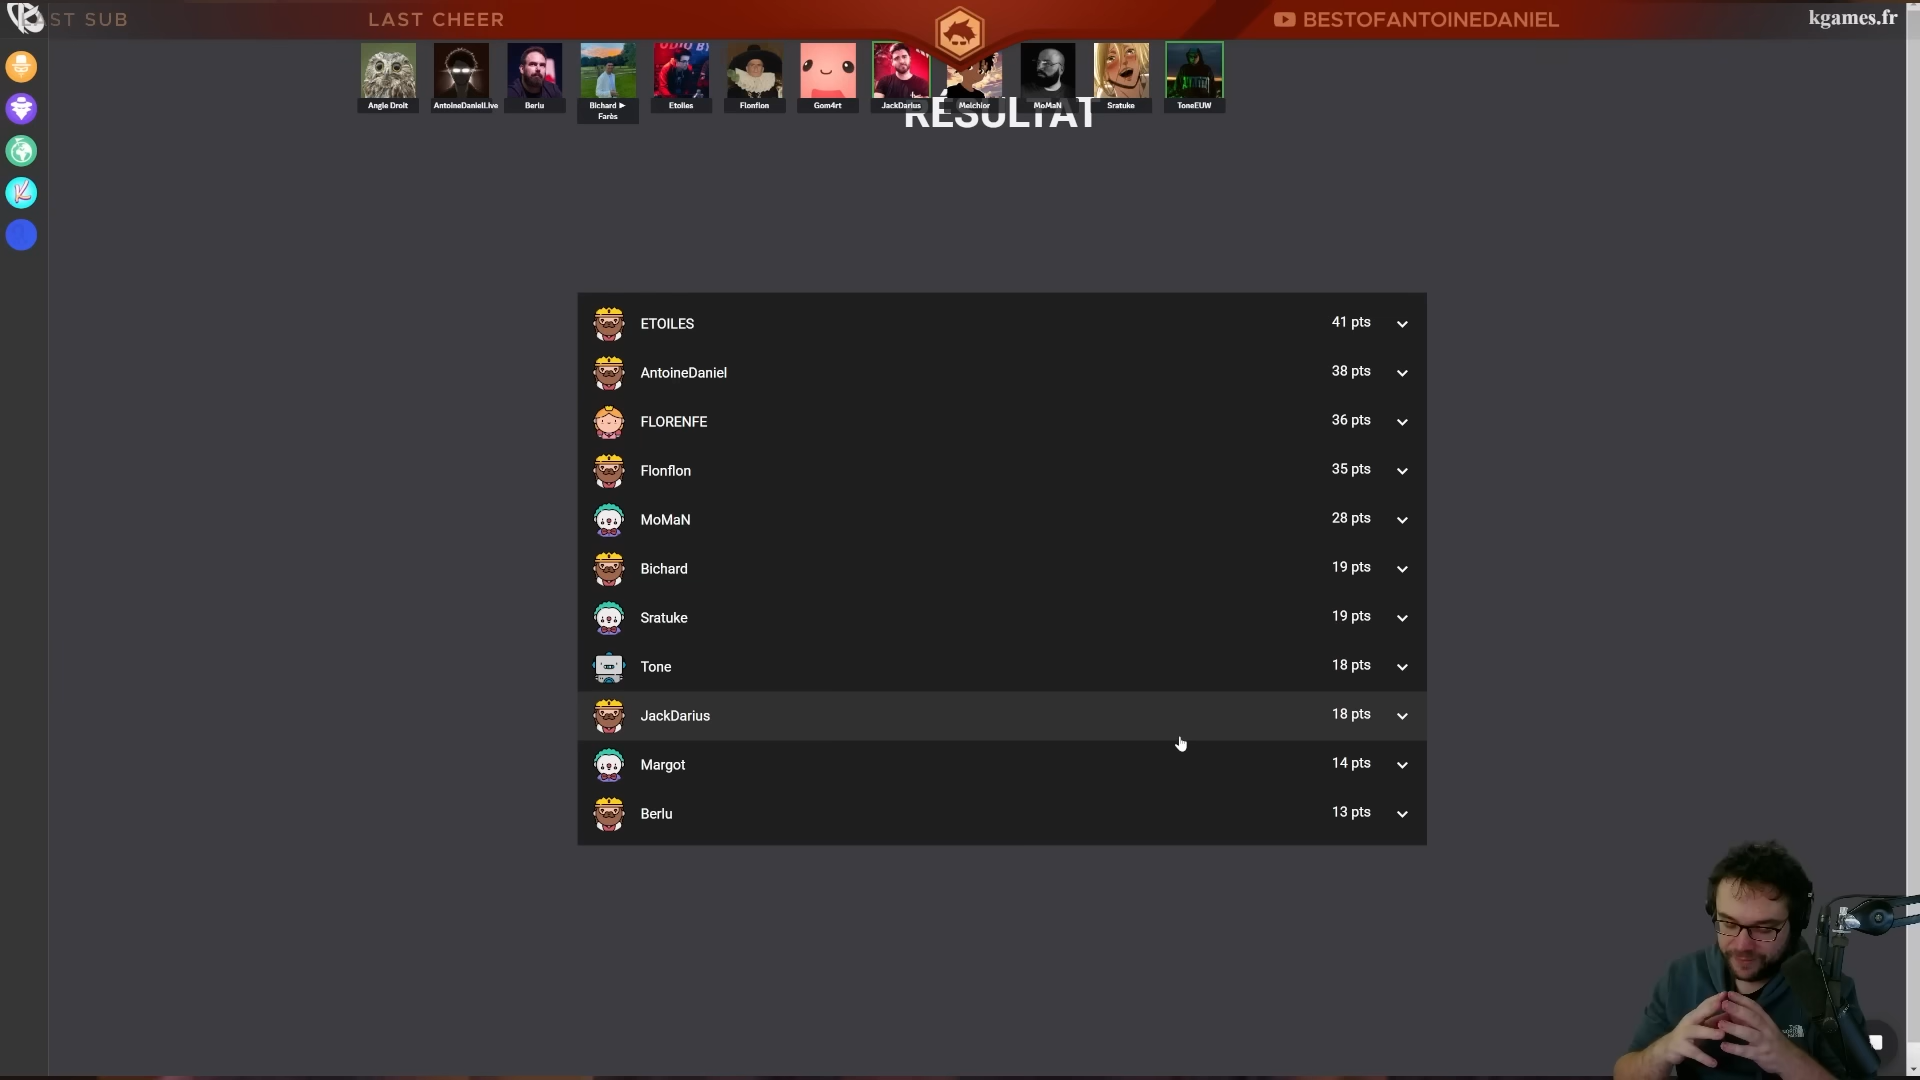 ST SUB
LAST CHEER
BESTOFANTOINEDANIEL
kgames.fr
Angle Droit
AntoineDanielLive
Berlu
Bichard ▶
Farès
Etoiles
Flonflon
Gom4rt
JackDarius
Melchior
MoMaN
Sratuke
ToneEUW
RÉSULTAT
ETOILES 41 pts
AntoineDaniel 38 pts
FLORENFE 36 pts
Flonflon 35 pts
MoMaN 28 pts
Bichard 19 pts
Sratuke 19 pts
Tone 18 pts
JackDarius 18 pts
Margot 14 pts
Berlu 13 pts